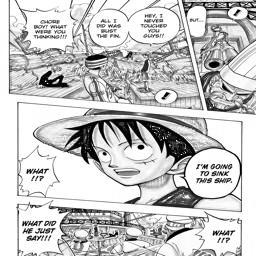 BUT...
!
!
HEY, I
NEVER
TOUCHED
YOU
GUYS!!
ALL I
DID WAS
BUST
THE FIN.
CHORE
BOY! WHAT
WERE YOU
THINKING!!!
I'M GOING
TO SINK
THIS SHIP.
WHAT
!!?
WHAT
!!?
WHAT DID
HE JUST
SAY!!!